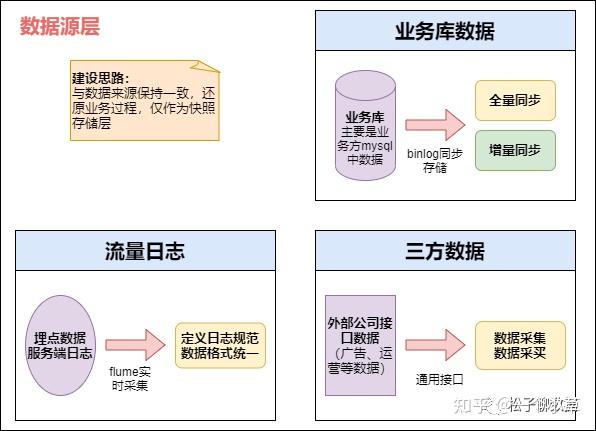 数据源层
建设思路：
与数据来源保持一致，还
原业务过程，仅作为快照
存储层
业务库数据
业务库
主要是业
务方mysql
中数据
binlog同步
存储
全量同步
增量同步
流量日志
埋点数据
服务端日志
flume实
时采集
定义日志规范
数据格式统一
三方数据
外部公司接
口数据
（广告、运
营等数据）
通用接口
数据采集
数据采买
知乎